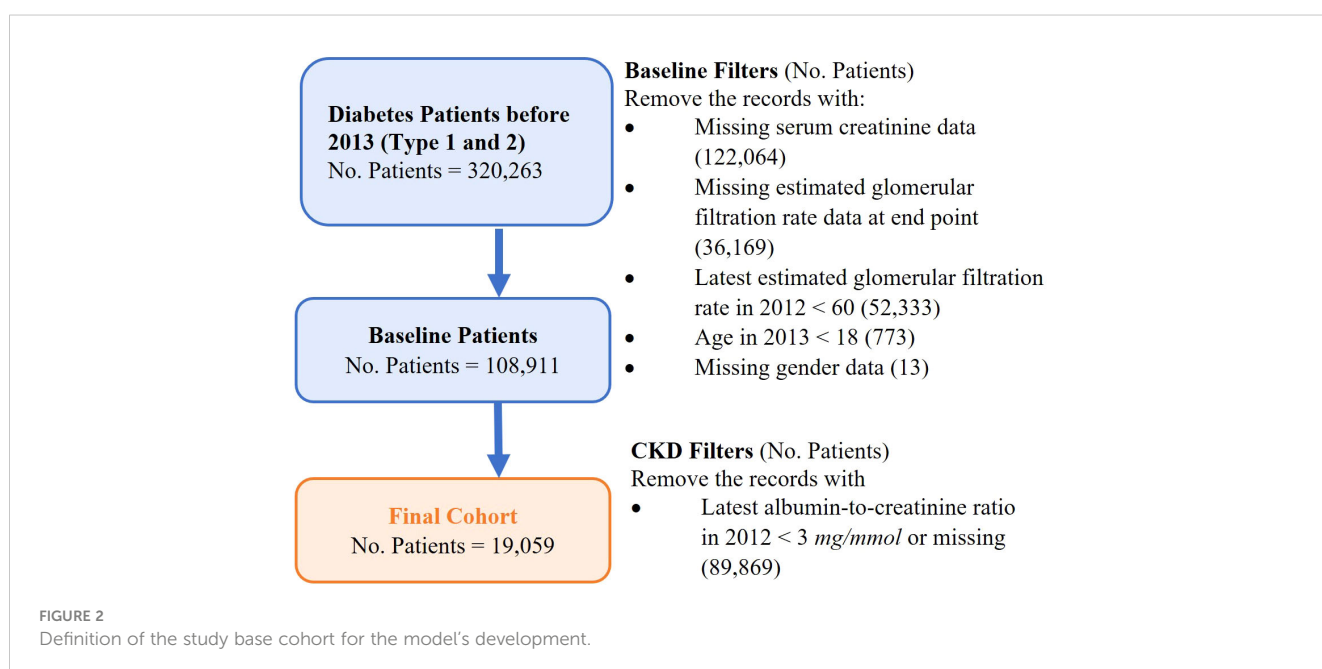 Diabetes Patients before
2013 (Type 1 and 2)
No. Patients = 320,263
Baseline Filters (No. Patients)
Remove the records with:
• Missing serum creatinine data
(122,064)
• Missing estimated glomerular
filtration rate data at end point
(36,169)
• Latest estimated glomerular filtration
rate in 2012 < 60 (52,333)
• Age in 2013 < 18 (773)
• Missing gender data (13)
Baseline Patients
No. Patients = 108,911
CKD Filters (No. Patients)
Remove the records with
• Latest albumin-to-creatinine ratio
in 2012 < 3 mg/mmol or missing
(89,869)
Final Cohort
No. Patients = 19,059
FIGURE 2
Definition of the study base cohort for the model's development.